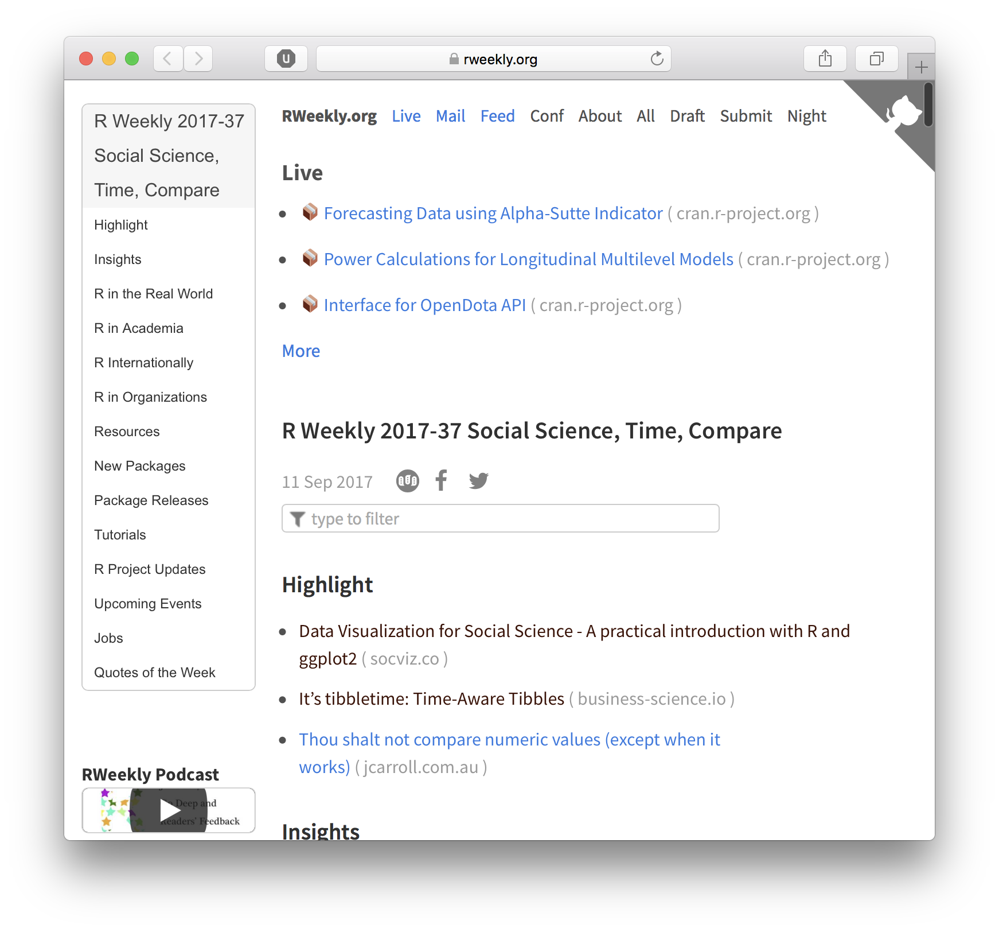 rweekly.org
R Weekly 2017-37
Social Science,
Time, Compare
Highlight
Insights
R in the Real World
R in Academia
R Internationally
R in Organizations
Resources
New Packages
Package Releases
Tutorials
R Project Updates
Upcoming Events
Jobs
Quotes of the Week
RWeekly Podcast
Deep and
Readers' Feedback
RWeekly.org Live Mail Feed Conf About All Draft Submit Night
Live
Forecasting Data using Alpha-Sutte Indicator ( cran.r-project.org )
Power Calculations for Longitudinal Multilevel Models ( cran.r-project.org )
Interface for OpenDota API ( cran.r-project.org )
More
R Weekly 2017-37 Social Science, Time, Compare
11 Sep 2017
type to filter
Highlight
Data Visualization for Social Science - A practical introduction with R and
ggplot2 ( socviz.co )
It’s tibbletime: Time-Aware Tibbles ( business-science.io )
Thou shalt not compare numeric values (except when it
works) ( jcarroll.com.au )
Insights